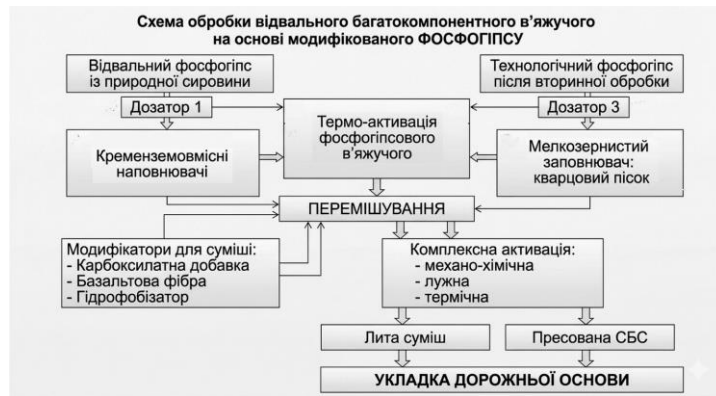 Схема обробки відвального багатокомпонентного в'яжучого
на основі модифікованого ФОСФОГІПСУ
Відвальний фосфогіпс
із природної сировини
Технологічний фосфогіпс
після вторинної обробки
Дозатор 1
Дозатор 3
Термо-активація
фосфогіпсового
в'яжучого
Кременземовмісні
наповнювачі
Мелкозернистий
заповнювач:
кварцовий пісок
ПЕРЕМІШУВАННЯ
Модифікатори для суміші:
- Карбоксилатна добавка
- Базальтова фібра
- Гідрофобізатор
Комплексна активація:
- механо-хімічна
- лужна
- термічна
Лита суміш
Пресована СБС
УКЛАДКА ДОРОЖНЬОЇ ОСНОВИ